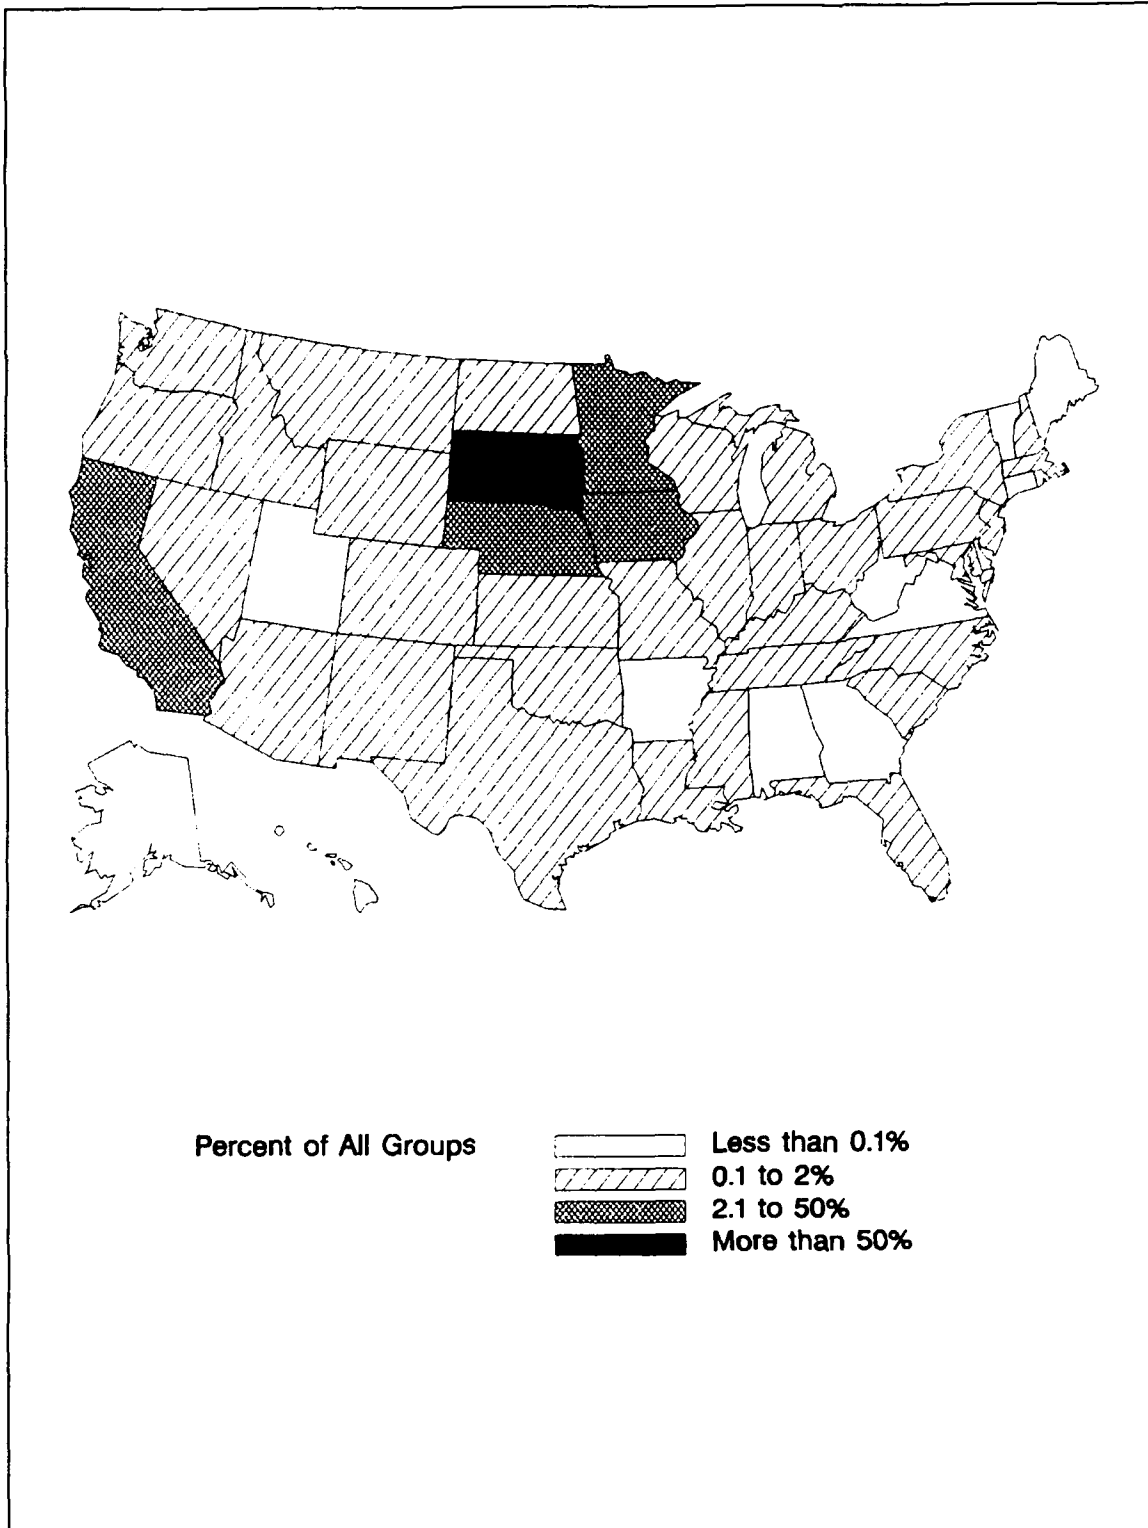 Percent of All Groups
Less than 0.1%
0.1 to 2%
2.1 to 50%
More than 50%